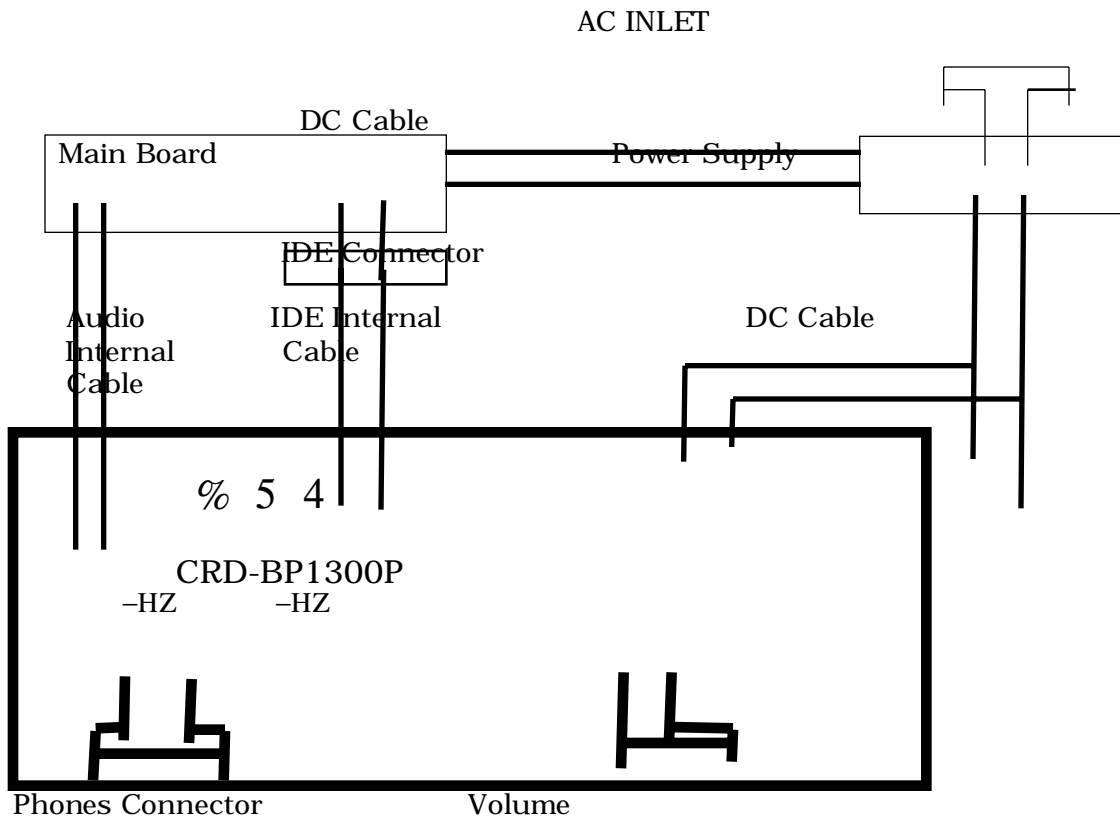 AC INLET
DC Cable
Main Board
Power Supply
IDE Connector
Audio
Internal
Cable
IDE Internal
Cable
DC Cable
% 5 4
CRD-BP1300P
–HZ –HZ
Phones Connector
Volume